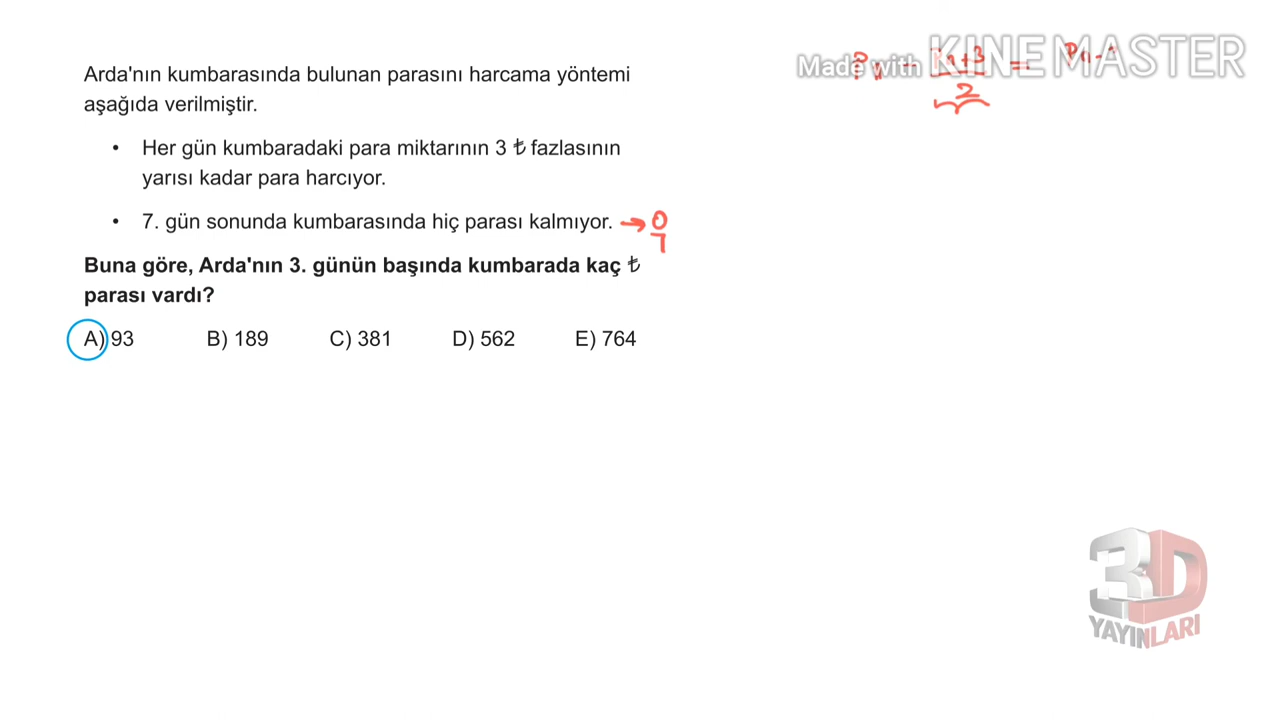 Made with KINEMASTER
Arda'nın kumbarasında bulunan parasını harcama yöntemi
aşağıda verilmiştir.
• Her gün kumbaradaki para miktarının 3 ₺ fazlasının
yarısı kadar para harcıyor.
• 7. gün sonunda kumbarasında hiç parası kalmıyor. → 0
7
Buna göre, Arda'nın 3. günün başında kumbarada kaç ₺
parası vardı?
A) 93 B) 189 C) 381 D) 562 E) 764
3D
YAYINLARI